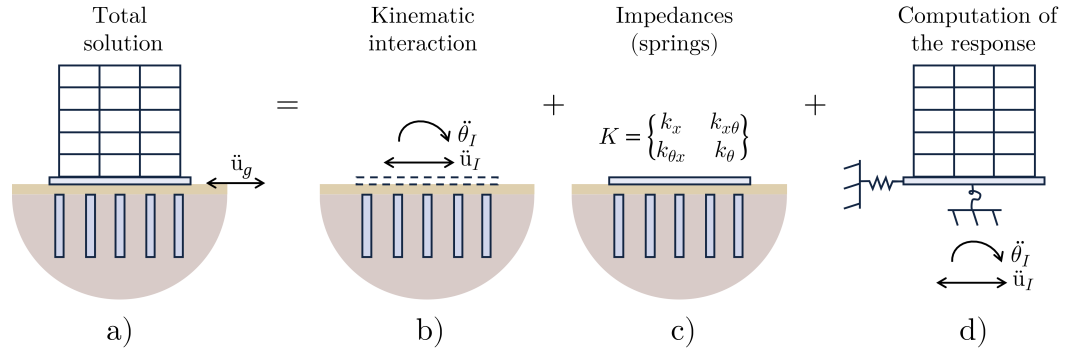 Total
solution
Kinematic
interaction
Impedances
(springs)
Computation of
the response
=
+
+
ü_g
θ̈_I
ü_I
K = {k_x k_xθ
k_θx k_θ}
θ̈_I
ü_I
a)
b)
c)
d)